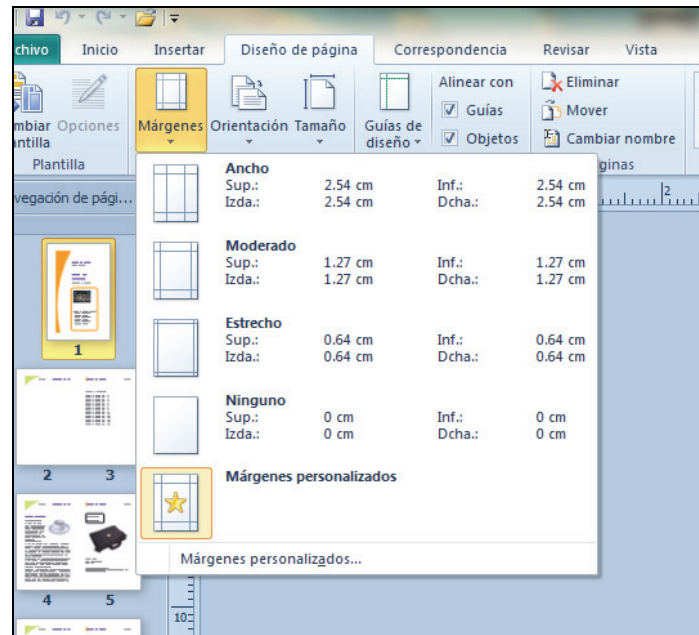 chivo Inicio Insertar Diseño de página Correspondencia Revisar Vista
mbiar
antilla
Opciones
Márgenes Orientación Tamaño
Guías de
diseño
Alinear con
Guías
Objetos
Eliminar
Mover
Cambiar nombre
Plantilla
ginas
vegación de pági...
2
Ancho
Sup.: 2.54 cm Inf.: 2.54 cm
Izda.: 2.54 cm Dcha.: 2.54 cm
Moderado
Sup.: 1.27 cm Inf.: 1.27 cm
Izda.: 1.27 cm Dcha.: 1.27 cm
Estrecho
Sup.: 0.64 cm Inf.: 0.64 cm
Izda.: 0.64 cm Dcha.: 0.64 cm
Ninguno
Sup.: 0 cm Inf.: 0 cm
Izda.: 0 cm Dcha.: 0 cm
Márgenes personalizados
Márgenes personalizados...
1
2 3
4 5
10